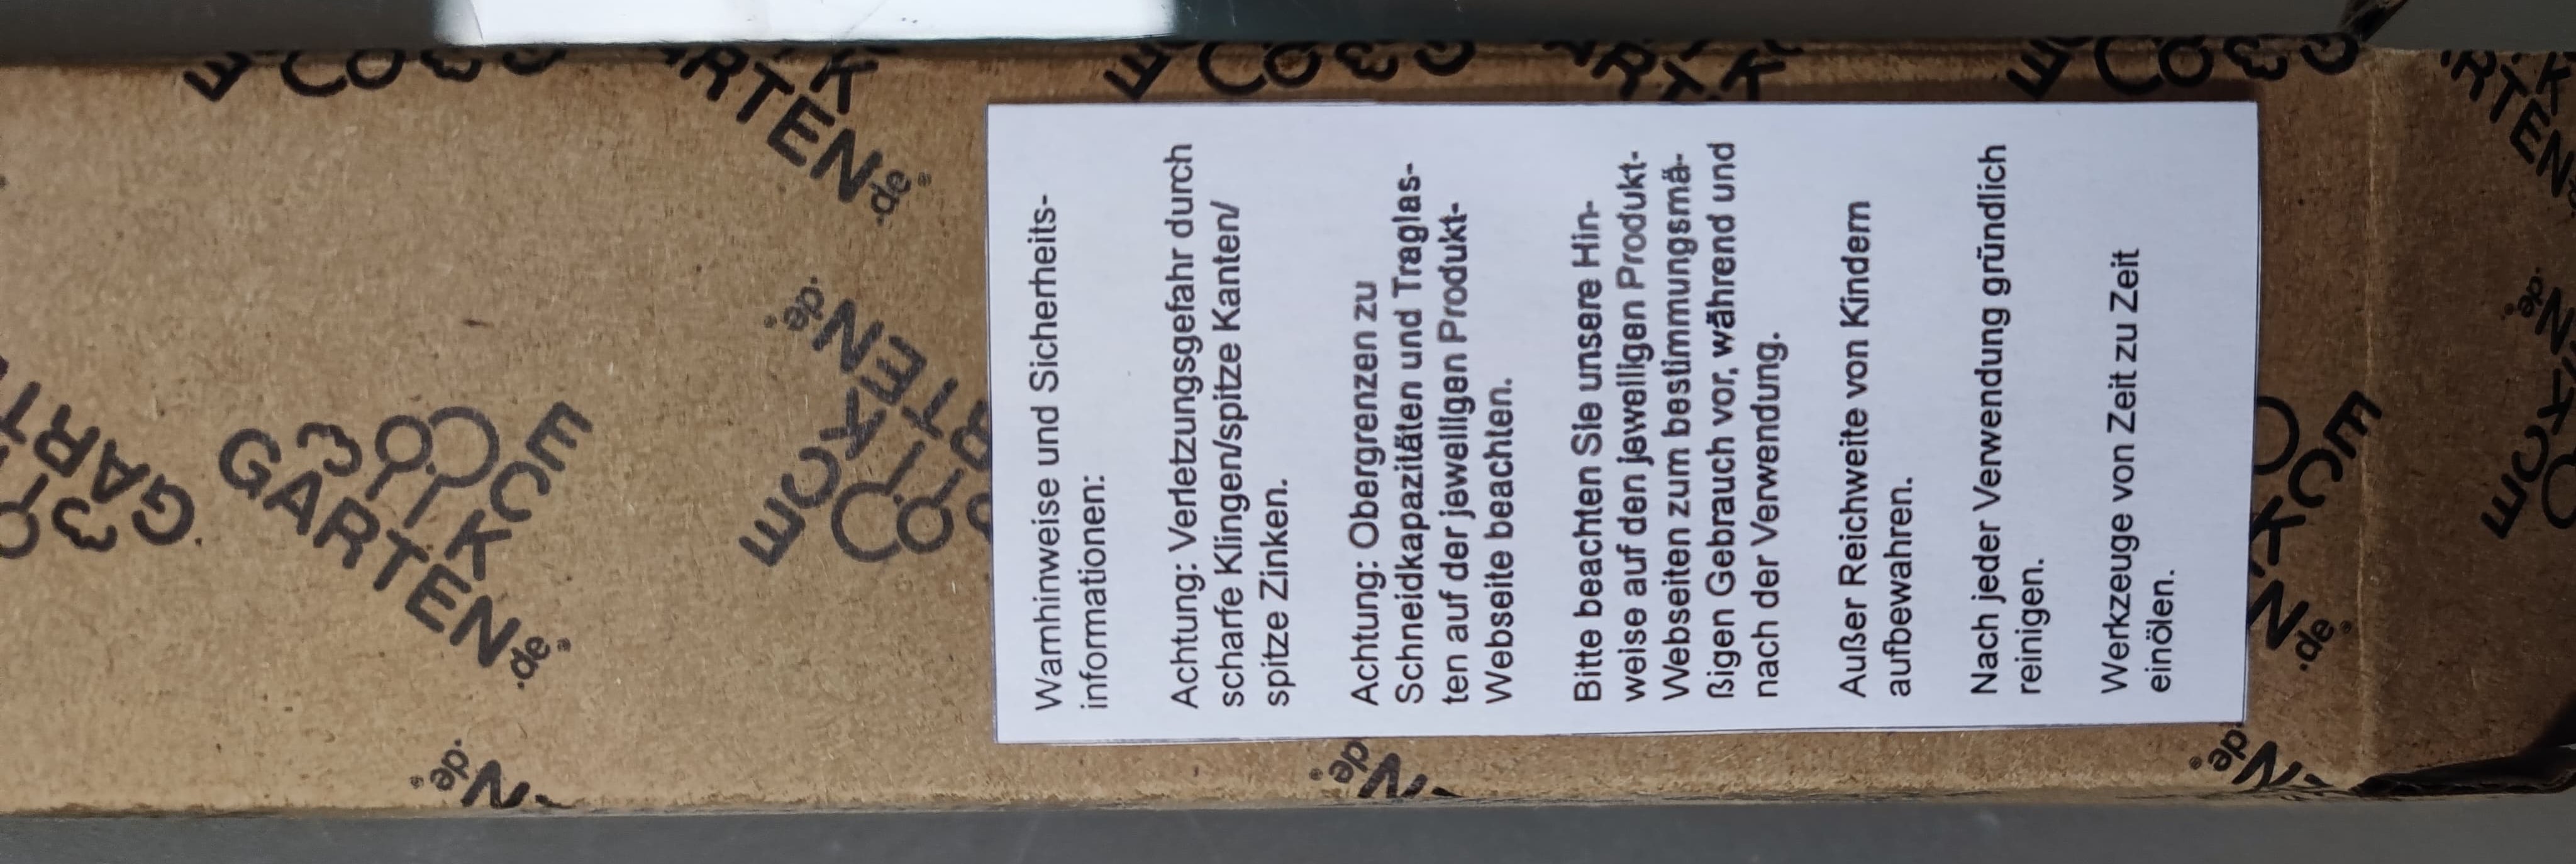 Warnhinweise und Sicherheits-
informationen:
Achtung: Verletzungsgefahr durch
scharfe Klingen/spitze Kanten/
spitze Zinken.
Achtung: Obergrenzen zu
Schneidkapazitäten und Traglas-
ten auf der jeweiligen Produkt-
Webseite beachten.
Bitte beachten Sie unsere Hin-
weise auf den jeweiligen Produkt-
Webseiten zum bestimmungsmä-
ßigen Gebrauch vor, während und
nach der Verwendung.
Außer Reichweite von Kindern
aufbewahren.
Nach jeder Verwendung gründlich
reinigen.
Werkzeuge von Zeit zu Zeit
einölen.
GARTEN.de